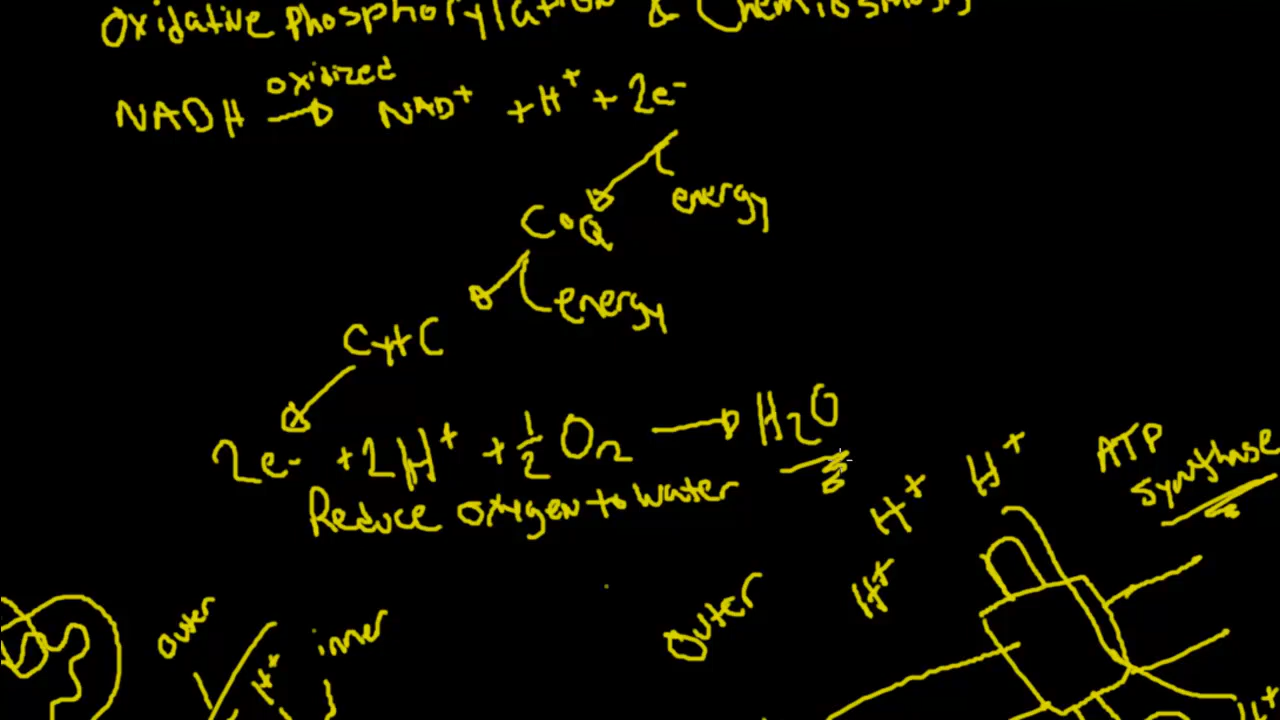 Oxidative Phosphorylation & Chemiosmosis
oxidized
NADH → NAD+ + H+ + 2e-
energy
CoQ
energy
Cyt C
2e- + 2H+ + 1/2 O2 → H2O
Reduce oxygen to water
H+ H+ ATP
synthase
H+
outer
outer
inner
H+
H+